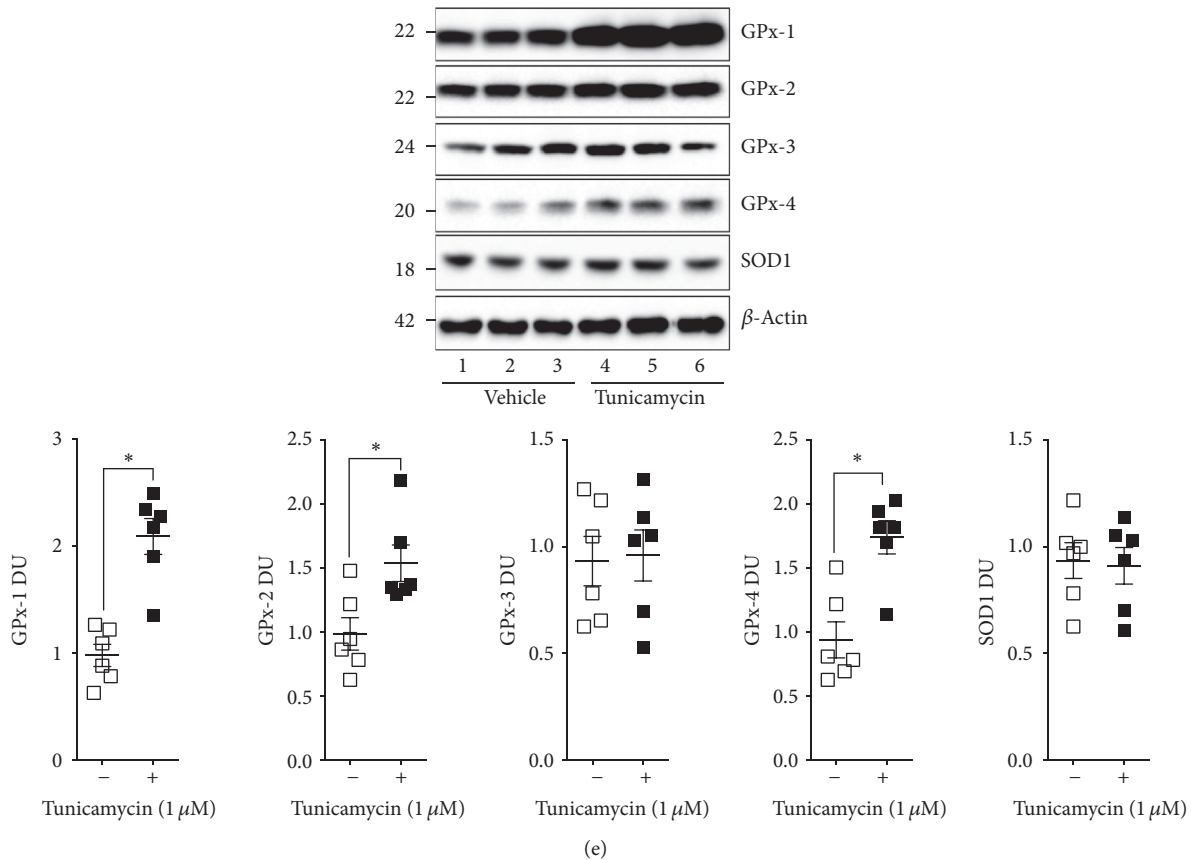 22 GPx-1
22 GPx-2
24 GPx-3
20 GPx-4
18 SOD1
42 β-Actin
1 2 3 4 5 6
Vehicle Tunicamycin
3
2
1
0
GPx-1 DU
*
− +
Tunicamycin (1 μM)
2.5
2.0
1.5
1.0
0.5
0.0
GPx-2 DU
*
− +
Tunicamycin (1 μM)
1.5
1.0
0.5
0.0
GPx-3 DU
− +
Tunicamycin (1 μM)
2.5
2.0
1.5
1.0
0.5
0.0
GPx-4 DU
*
− +
Tunicamycin (1 μM)
1.5
1.0
0.5
0.0
SOD1 DU
− +
Tunicamycin (1 μM)
(e)